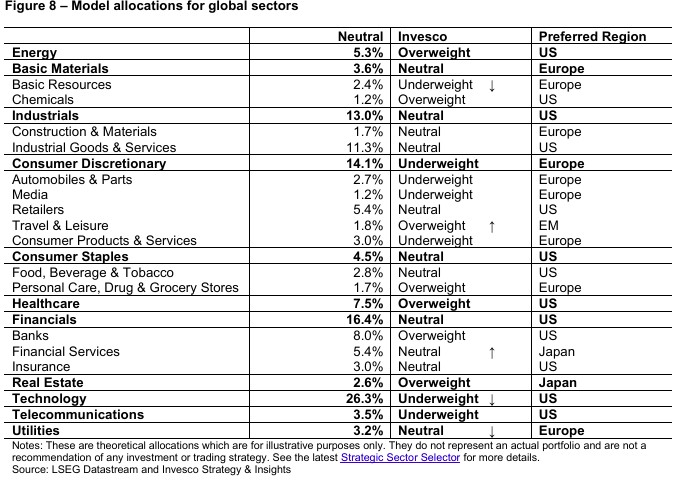 Figure 8 – Model allocations for global sectors
Neutral Invesco Preferred Region
Energy 5.3% Overweight US
Basic Materials 3.6% Neutral Europe
Basic Resources 2.4% Underweight ↓ Europe
Chemicals 1.2% Overweight US
Industrials 13.0% Neutral US
Construction & Materials 1.7% Neutral Europe
Industrial Goods & Services 11.3% Neutral US
Consumer Discretionary 14.1% Underweight Europe
Automobiles & Parts 2.7% Underweight Europe
Media 1.2% Underweight Europe
Retailers 5.4% Neutral US
Travel & Leisure 1.8% Overweight ↑ EM
Consumer Products & Services 3.0% Underweight Europe
Consumer Staples 4.5% Neutral US
Food, Beverage & Tobacco 2.8% Neutral US
Personal Care, Drug & Grocery Stores 1.7% Overweight Europe
Healthcare 7.5% Overweight US
Financials 16.4% Neutral US
Banks 8.0% Overweight US
Financial Services 5.4% Neutral ↑ Japan
Insurance 3.0% Neutral US
Real Estate 2.6% Overweight Japan
Technology 26.3% Underweight ↓ US
Telecommunications 3.5% Underweight US
Utilities 3.2% Neutral ↓ Europe
Notes: These are theoretical allocations which are for illustrative purposes only. They do not represent an actual portfolio and are not a
recommendation of any investment or trading strategy. See the latest Strategic Sector Selector for more details.
Source: LSEG Datastream and Invesco Strategy & Insights